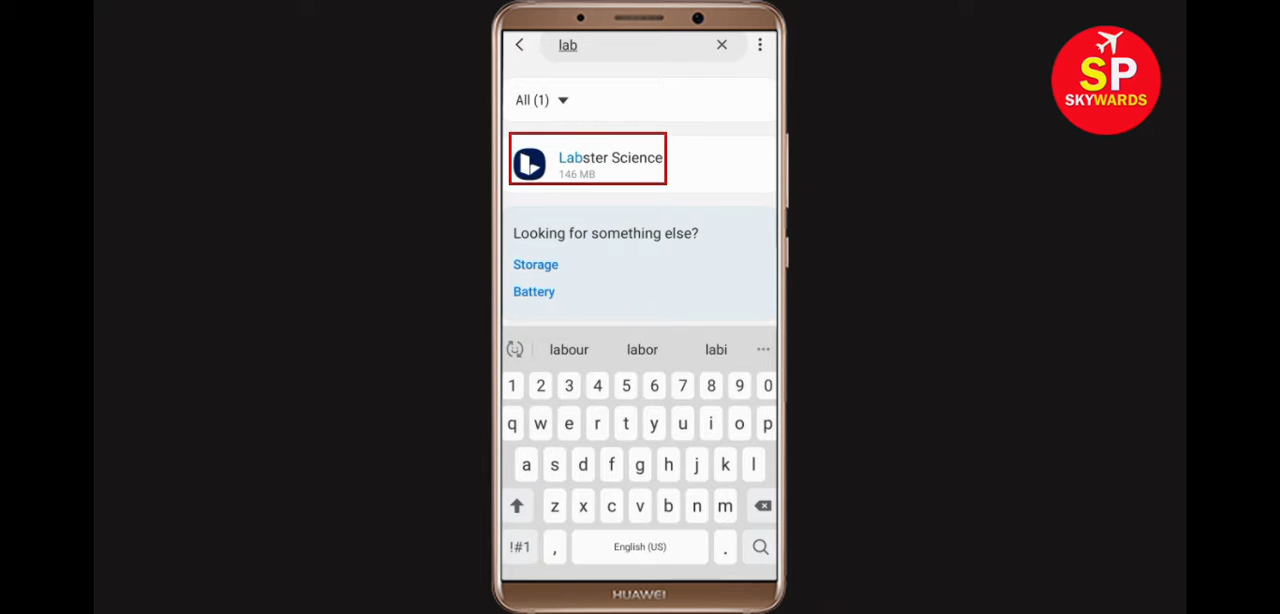 lab
SP
SKYWARDS
All (1)
Labster Science
146 MB
Looking for something else?
Storage
Battery
labour labor labi
1 2 3 4 5 6 7 8 9 0
q w e r t y u i o p
a s d f g h j k l
z x c v b n m
!#1 , English (US) .
HUAWEI